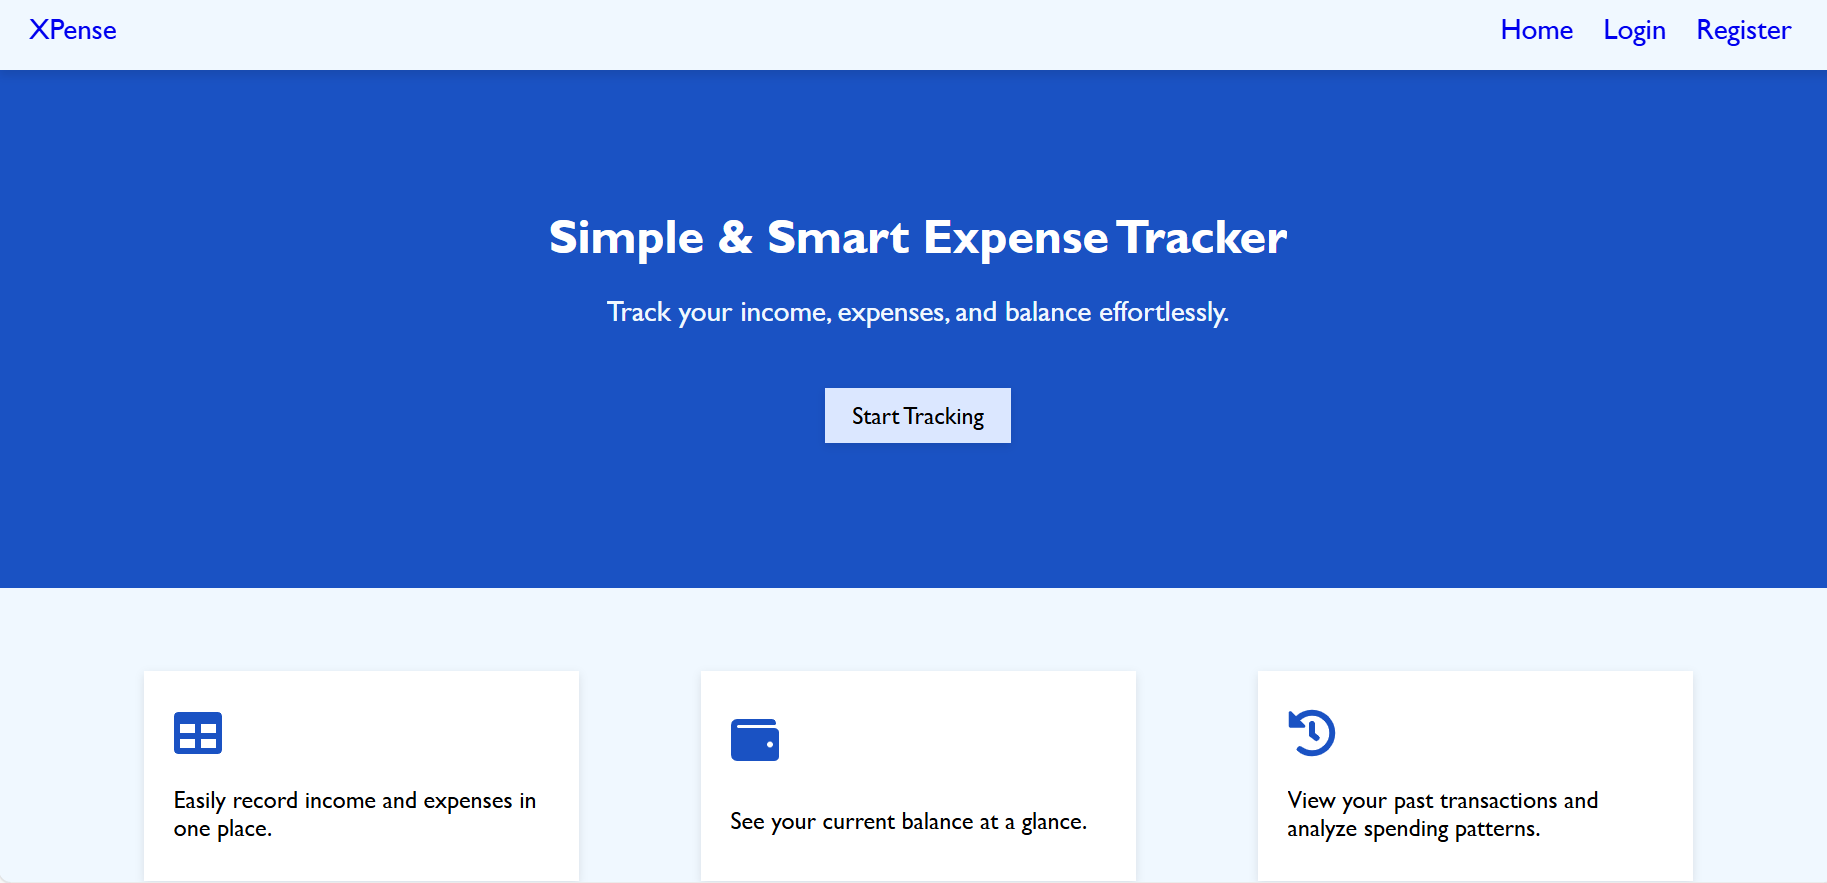 XPense
Home Login Register
Simple & Smart Expense Tracker
Track your income, expenses, and balance effortlessly.
Start Tracking
Easily record income and expenses in
one place.
See your current balance at a glance.
View your past transactions and
analyze spending patterns.